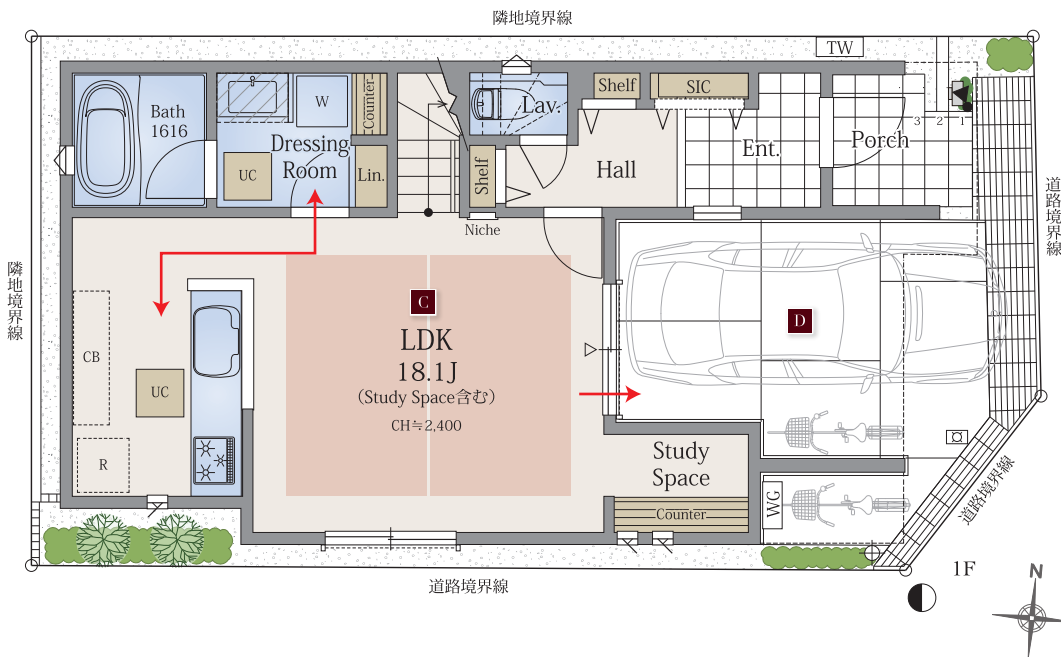 隣地境界線
TW
Bath
1616
W
Counter
Dressing
Room
UC
Lin.
Lav.
Shelf
SIC
Shelf
Hall
Ent.
Porch
3
2
1
Niche
道路境界線
隣地境界線
C
LDK
18.1J
（Study Space含む）
CH≒2,400
D
CB
UC
R
Study
Space
Counter
WG
道路境界線
道路境界線
1F
N